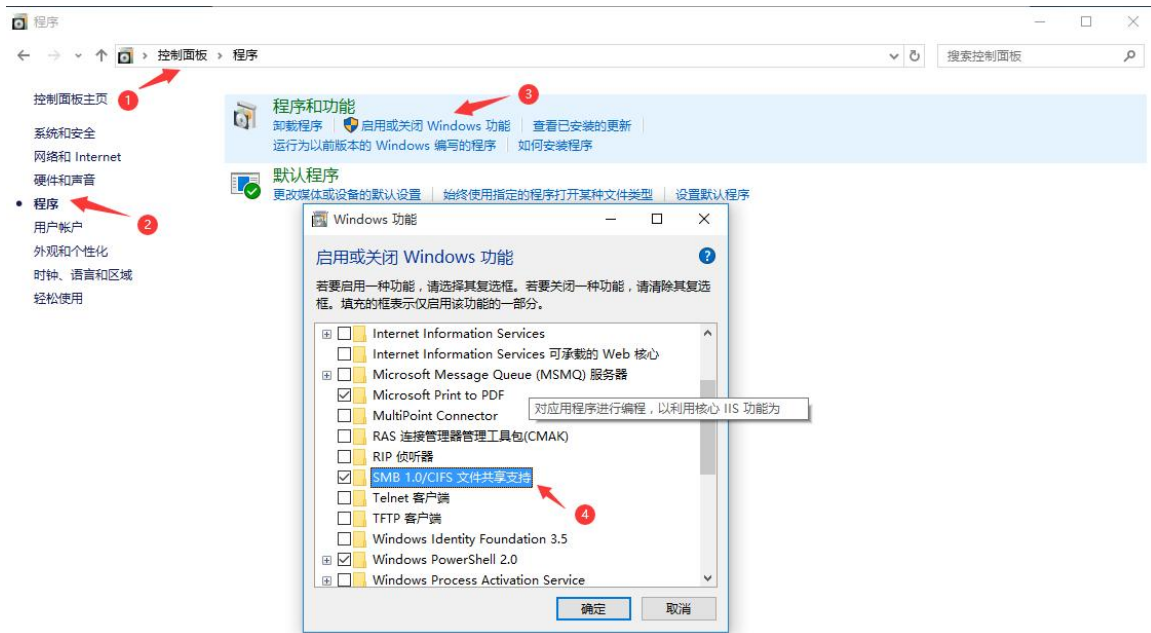 程序
控制面板 › 程序
搜索控制面板
控制面板主页
1
系统和安全
网络和 Internet
硬件和声音
程序
2
用户帐户
外观和个性化
时钟、语言和区域
轻松使用
程序和功能
3
卸载程序 启用或关闭 Windows 功能 查看已安装的更新
运行为以前版本的 Windows 编写的程序 如何安装程序
默认程序
更改媒体或设备的默认设置 始终使用指定的程序打开某种文件类型 设置默认程序
Windows 功能
启用或关闭 Windows 功能
若要启用一种功能，请选择其复选框。若要关闭一种功能，请清除其复选
框。填充的框表示仅启用该功能的一部分。
Internet Information Services
Internet Information Services 可承载的 Web 核心
Microsoft Message Queue (MSMQ) 服务器
Microsoft Print to PDF
对应用程序进行编程，以利用核心 IIS 功能为
MultiPoint Connector
RAS 连接管理器管理工具包(CMAK)
RIP 侦听器
SMB 1.0/CIFS 文件共享支持
4
Telnet 客户端
TFTP 客户端
Windows Identity Foundation 3.5
Windows PowerShell 2.0
Windows Process Activation Service
确定 取消